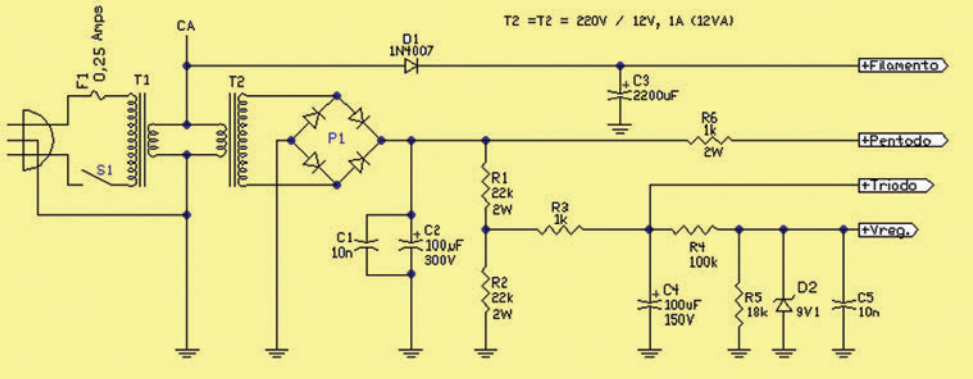 T2 =T2 = 220V / 12V, 1A (12VA)
CA
D1
1N4007
F1
0,25 Amps
T1
T2
+Filamento
C3
2200uF
R6
1k
2W
+Pentodo
P1
S1
R1
22k
2W
+Triodo
R3
1k
+Vreg.
C1
10n
C2
100uF
300V
R4
100k
R2
22k
2W
C4
100uF
150V
R5
18k
D2
9V1
C5
10n